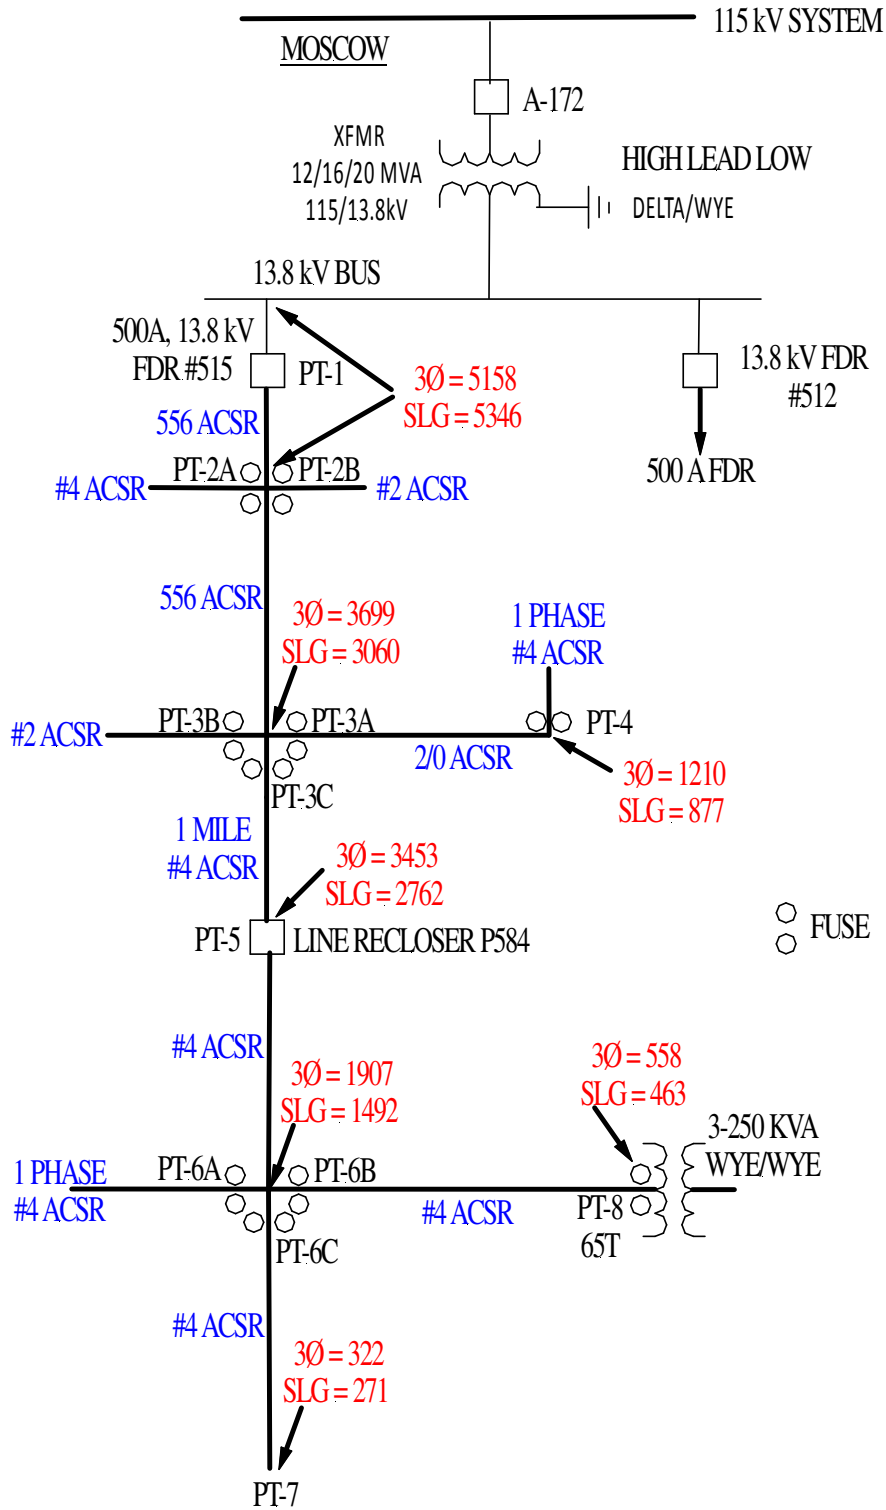 115 kV SYSTEM
MOSCOW
A-172
XFMR
12/16/20 MVA
115/13.8kV
HIGH LEAD LOW
DELTA/WYE
13.8 kV BUS
500A, 13.8 kV
FDR #515
PT-1
3Ø = 5158
SLG = 5346
13.8 kV FDR
#512
556 ACSR
PT-2A
PT-2B
500 A FDR
#4 ACSR
#2 ACSR
556 ACSR
3Ø = 3699
SLG = 3060
1 PHASE
#4 ACSR
PT-3B
PT-3A
PT-4
#2 ACSR
2/0 ACSR
3Ø = 1210
SLG = 877
PT-3C
1 MILE
#4 ACSR
3Ø = 3453
SLG = 2762
PT-5
LINE RECLOSER P584
FUSE
#4 ACSR
3Ø = 1907
SLG = 1492
3Ø = 558
SLG = 463
3-250 KVA
WYE/WYE
1 PHASE
#4 ACSR
PT-6A
PT-6B
#4 ACSR
PT-8
65T
PT-6C
#4 ACSR
3Ø = 322
SLG = 271
PT-7